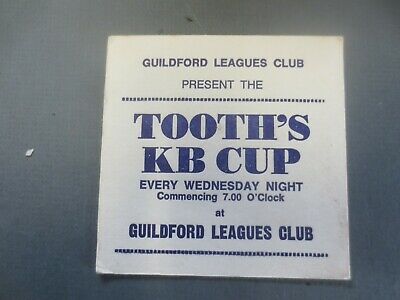 GUILDFORD LEAGUES CLUB
PRESENT THE
TOOTH'S
KB CUP
EVERY WEDNESDAY NIGHT
Commencing 7.00 O'Clock
at
GUILDFORD LEAGUES CLUB